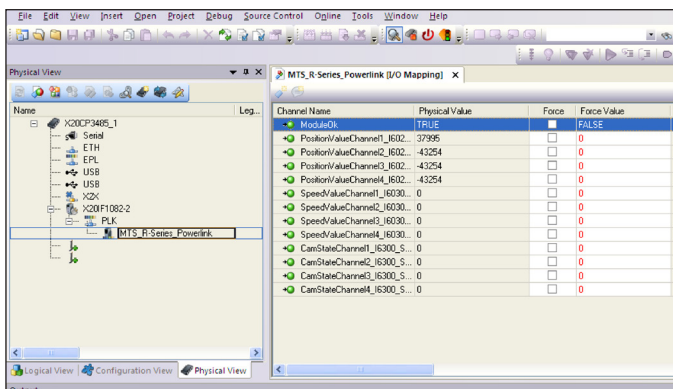 File Edit View Insert Open Project Debug Source Control Online Tools Window Help
Physical View
MTS_R-Series_Powerlink [I/O Mapping]
Name Leg...
X20CP3485_1
Serial
ETH
EPL
USB
USB
X2X
X20IF1082-2
PLK
MTS_R-Series_Powerlink
Channel Name Physical Value Force Force Value
ModuleOk TRUE FALSE
PositionValueChannel1_I602... 37995 0
PositionValueChannel2_I602... -43254 0
PositionValueChannel3_I602... -43254 0
PositionValueChannel4_I602... -43254 0
SpeedValueChannel1_I6030... 0 0
SpeedValueChannel2_I6030... 0 0
SpeedValueChannel3_I6030... 0 0
SpeedValueChannel4_I6030... 0 0
CamStateChannel1_I6300_S... 0 0
CamStateChannel2_I6300_S... 0 0
CamStateChannel3_I6300_S... 0 0
CamStateChannel4_I6300_S... 0 0
Logical View Configuration View Physical View